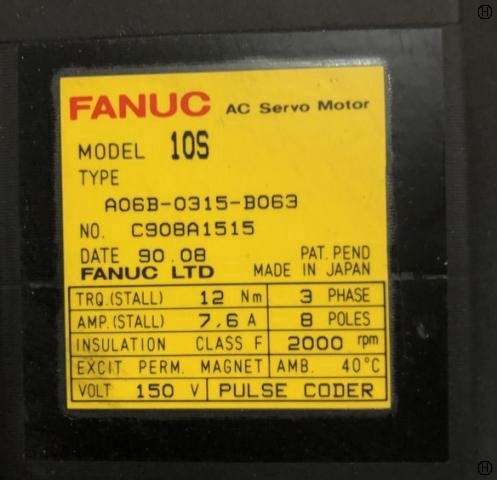 FANUC AC Servo Motor
MODEL 10S
TYPE
A06B-0315-B063
NO. C908A1515
DATE 90.08 PAT. PEND
FANUC LTD MADE IN JAPAN
TRQ.(STALL) 12 Nm 3 PHASE
AMP.(STALL) 7,6 A 8 POLES
INSULATION CLASS F 2000 rpm
EXCIT PERM. MAGNET AMB. 40°C
VOLT 150 V PULSE CODER